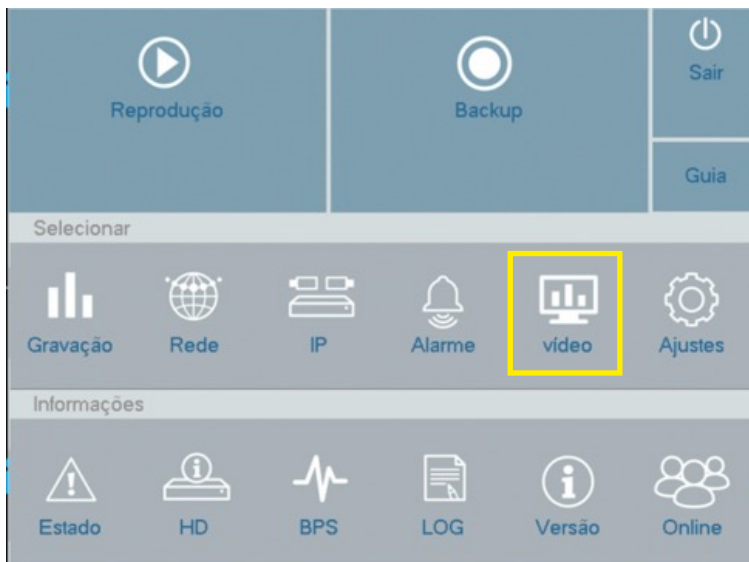 Reprodução
Backup
Sair
Guia
Selecionar
Gravação
Rede
IP
Alarme
vídeo
Ajustes
Informações
Estado
HD
BPS
LOG
Versão
Online